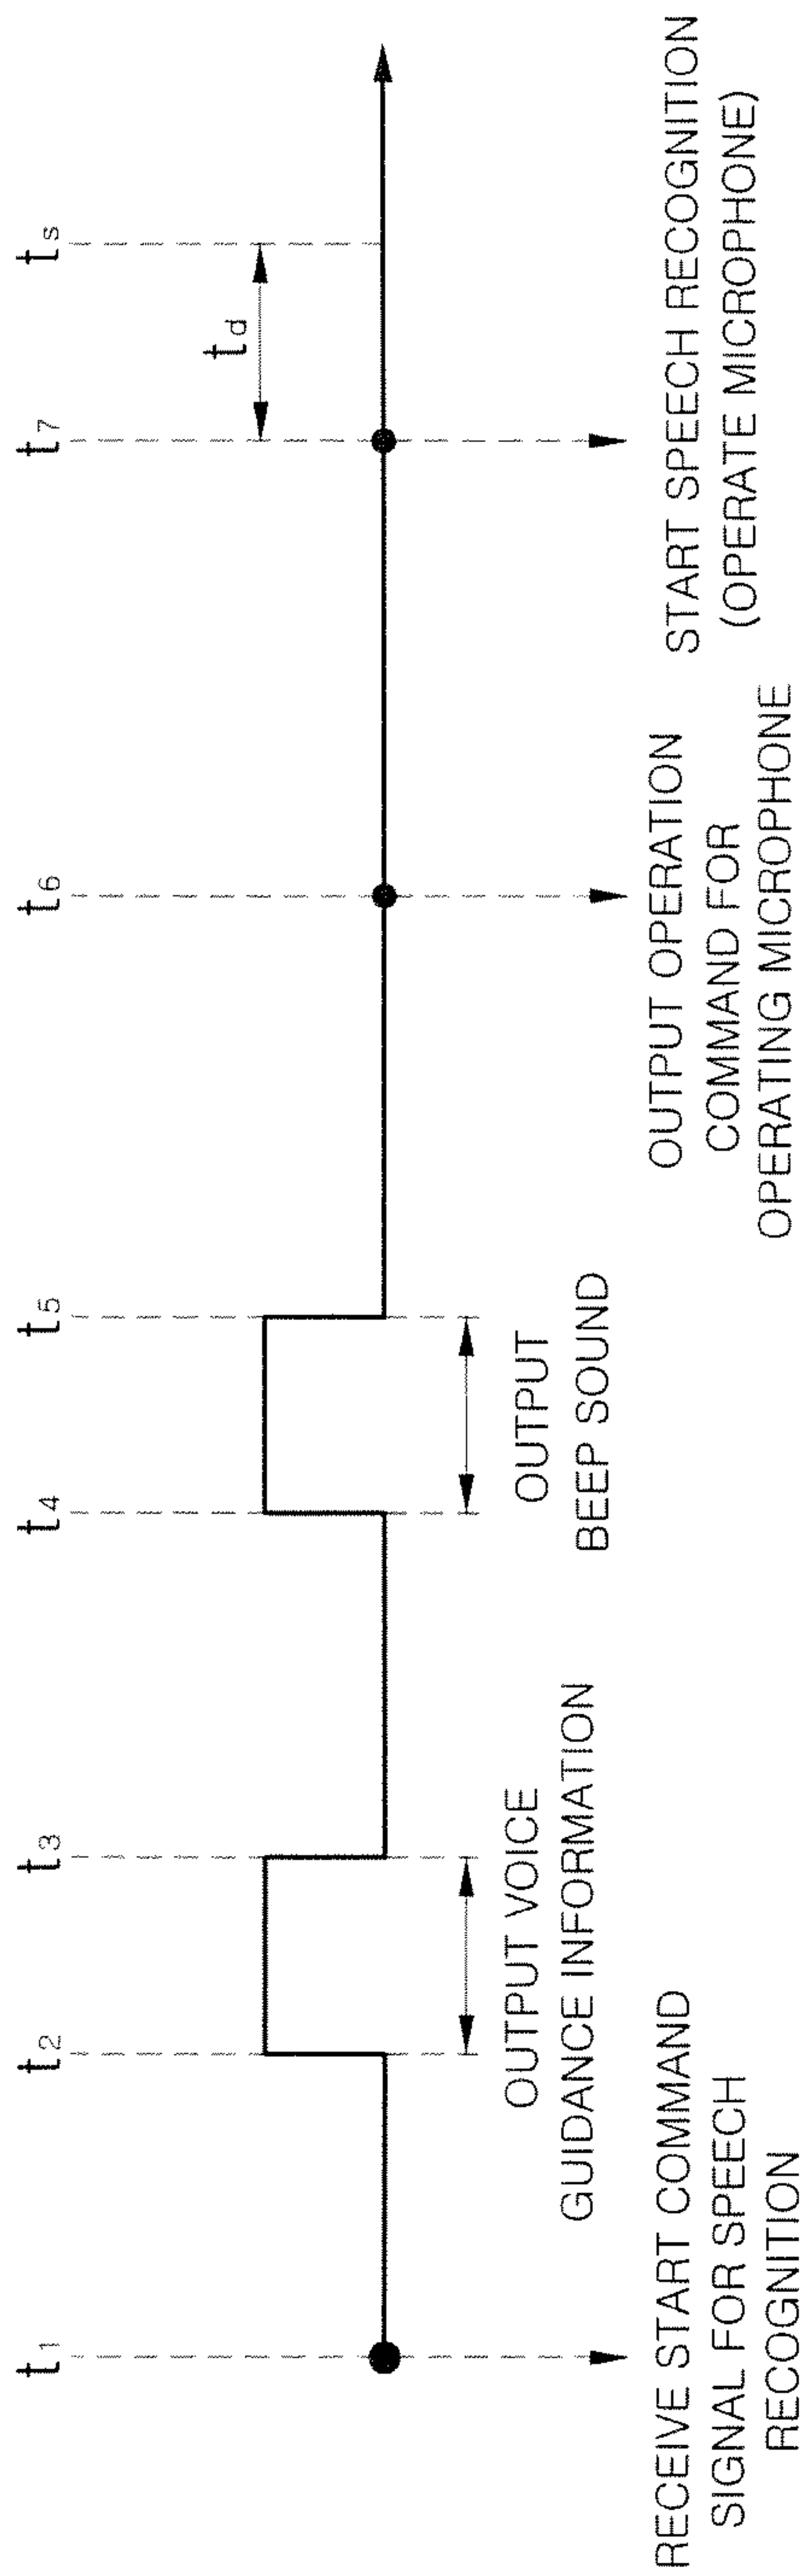 t1
t2
t3
t4
t5
t6
t7
ts
td
RECEIVE START COMMAND
SIGNAL FOR SPEECH
RECOGNITION
OUTPUT VOICE
GUIDANCE INFORMATION
OUTPUT
BEEP SOUND
OUTPUT OPERATION
COMMAND FOR
OPERATING MICROPHONE
START SPEECH RECOGNITION
(OPERATE MICROPHONE)